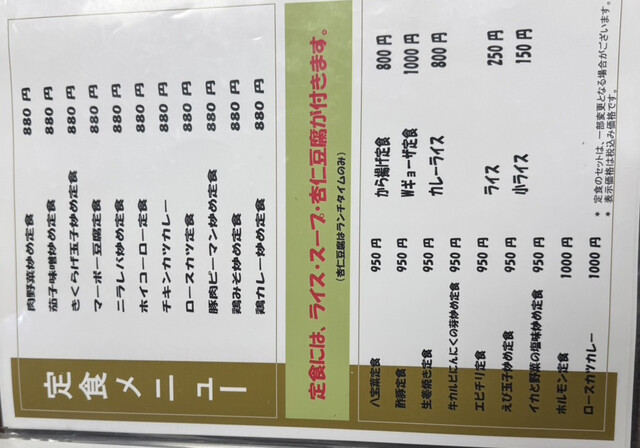 定食メニュー
肉野菜炒め定食 880 円
茄子味噌炒め定食 880 円
きくらげ玉子炒め定食 880 円
マーボー豆腐定食 880 円
ニラレバ炒め定食 880 円
ホイコーロー定食 880 円
チキンカツカレー 880 円
ロースカツ定食 880 円
豚肉ピーマン炒め定食 880 円
鶏みそ炒め定食 880 円
鶏カレー炒め定食 880 円
定食には、ライス・スープ・杏仁豆腐が付きます。
(杏仁豆腐はランチタイムのみ)
八宝菜定食 950 円
酢豚定食 950 円
生春巻き定食 950 円
牛カルビにんにくの芽炒め定食 950 円
エビチリ定食 950 円
えび玉子炒め定食 950 円
イカと野菜の塩味炒め定食 950 円
ホルモン定食 1000 円
ロースカツカレー 1000 円
から揚げ定食 800 円
Wギョーザ定食 1000 円
カレーライス 800 円
ライス 250 円
小ライス 150 円
* 定食のセットは、一部変更となる場合がございます。
* 表示価格は税込み価格です。